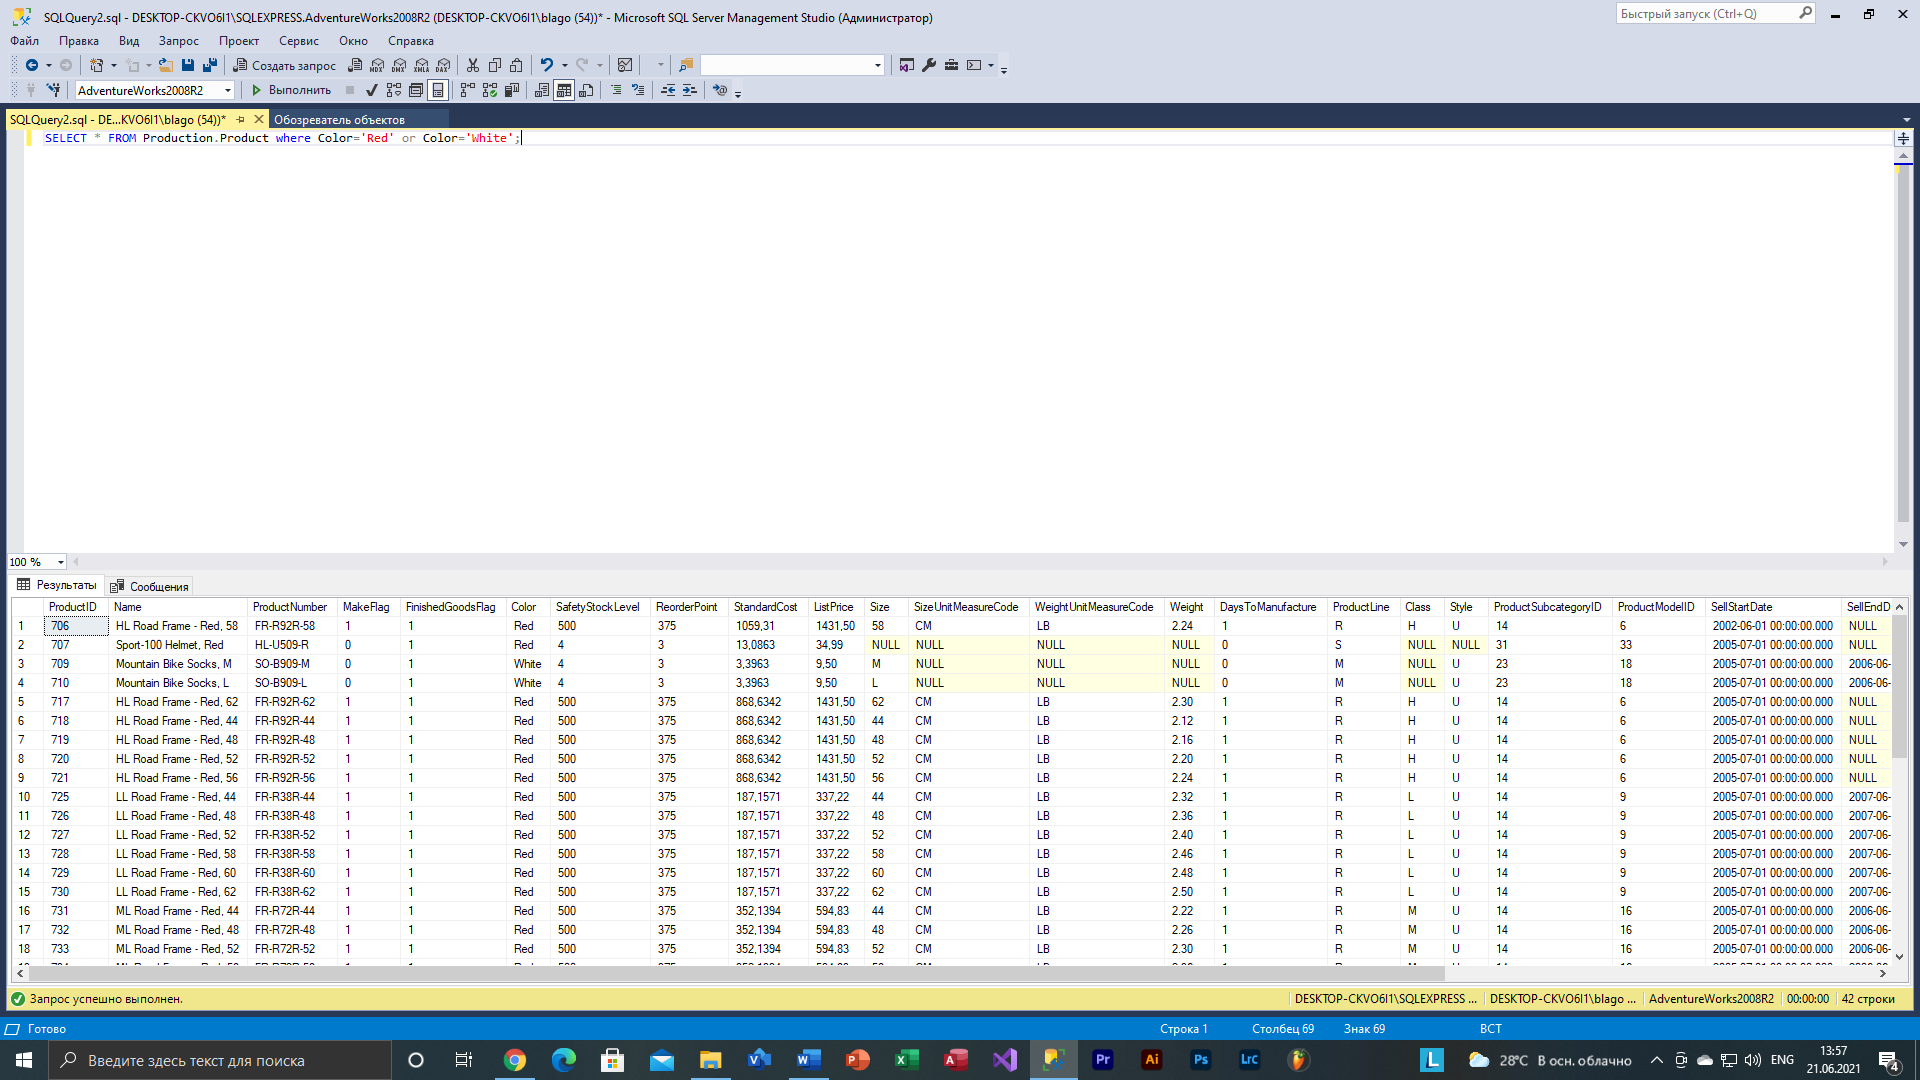 SQLQuery2.sql - DESKTOP-CKVO6I1\SQLEXPRESS.AdventureWorks2008R2 (DESKTOP-CKVO6I1\blago (54))* - Microsoft SQL Server Management Studio (Администратор)
Быстрый запуск (Ctrl+Q)
Файл Правка Вид Запрос Проект Сервис Окно Справка
Создать запрос MDX DMX XMLA DAX
AdventureWorks2008R2 Выполнить
SQLQuery2.sql - DE...KVO6I1\blago (54))* Обозреватель объектов
SELECT * FROM Production.Product where Color='Red' or Color='White';
100 %
Результаты Сообщения
ProductID Name ProductNumber MakeFlag FinishedGoodsFlag Color SafetyStockLevel ReorderPoint StandardCost ListPrice Size SizeUnitMeasureCode WeightUnitMeasureCode Weight DaysToManufacture ProductLine Class Style ProductSubcategoryID ProductModelID SellStartDate SellEndD
1 706 HL Road Frame - Red, 58 FR-R92R-58 1 1 Red 500 375 1059,31 1431,50 58 CM LB 2.24 1 R H U 14 6 2002-06-01 00:00:00.000 NULL
2 707 Sport-100 Helmet, Red HL-U509-R 0 1 Red 4 3 13,0863 34,99 NULL NULL NULL NULL 0 S NULL NULL 31 33 2005-07-01 00:00:00.000 NULL
3 709 Mountain Bike Socks, M SO-B909-M 0 1 White 4 3 3,3963 9,50 M NULL NULL NULL 0 M NULL U 23 18 2005-07-01 00:00:00.000 2006-06-
4 710 Mountain Bike Socks, L SO-B909-L 0 1 White 4 3 3,3963 9,50 L NULL NULL NULL 0 M NULL U 23 18 2005-07-01 00:00:00.000 2006-06-
5 717 HL Road Frame - Red, 62 FR-R92R-62 1 1 Red 500 375 868,6342 1431,50 62 CM LB 2.30 1 R H U 14 6 2005-07-01 00:00:00.000 NULL
6 718 HL Road Frame - Red, 44 FR-R92R-44 1 1 Red 500 375 868,6342 1431,50 44 CM LB 2.12 1 R H U 14 6 2005-07-01 00:00:00.000 NULL
7 719 HL Road Frame - Red, 48 FR-R92R-48 1 1 Red 500 375 868,6342 1431,50 48 CM LB 2.16 1 R H U 14 6 2005-07-01 00:00:00.000 NULL
8 720 HL Road Frame - Red, 52 FR-R92R-52 1 1 Red 500 375 868,6342 1431,50 52 CM LB 2.20 1 R H U 14 6 2005-07-01 00:00:00.000 NULL
9 721 HL Road Frame - Red, 56 FR-R92R-56 1 1 Red 500 375 868,6342 1431,50 56 CM LB 2.24 1 R H U 14 6 2005-07-01 00:00:00.000 NULL
10 725 LL Road Frame - Red, 44 FR-R38R-44 1 1 Red 500 375 187,1571 337,22 44 CM LB 2.32 1 R L U 14 9 2005-07-01 00:00:00.000 2007-06-
11 726 LL Road Frame - Red, 48 FR-R38R-48 1 1 Red 500 375 187,1571 337,22 48 CM LB 2.36 1 R L U 14 9 2005-07-01 00:00:00.000 2007-06-
12 727 LL Road Frame - Red, 52 FR-R38R-52 1 1 Red 500 375 187,1571 337,22 52 CM LB 2.40 1 R L U 14 9 2005-07-01 00:00:00.000 2007-06-
13 728 LL Road Frame - Red, 58 FR-R38R-58 1 1 Red 500 375 187,1571 337,22 58 CM LB 2.46 1 R L U 14 9 2005-07-01 00:00:00.000 2007-06-
14 729 LL Road Frame - Red, 60 FR-R38R-60 1 1 Red 500 375 187,1571 337,22 60 CM LB 2.48 1 R L U 14 9 2005-07-01 00:00:00.000 2007-06-
15 730 LL Road Frame - Red, 62 FR-R38R-62 1 1 Red 500 375 187,1571 337,22 62 CM LB 2.50 1 R L U 14 9 2005-07-01 00:00:00.000 2007-06-
16 731 ML Road Frame - Red, 44 FR-R72R-44 1 1 Red 500 375 352,1394 594,83 44 CM LB 2.22 1 R M U 14 16 2005-07-01 00:00:00.000 2006-06-
17 732 ML Road Frame - Red, 48 FR-R72R-48 1 1 Red 500 375 352,1394 594,83 48 CM LB 2.26 1 R M U 14 16 2005-07-01 00:00:00.000 2006-06-
18 733 ML Road Frame - Red, 52 FR-R72R-52 1 1 Red 500 375 352,1394 594,83 52 CM LB 2.30 1 R M U 14 16 2005-07-01 00:00:00.000 2006-06-
Запрос успешно выполнен. DESKTOP-CKVO6I1\SQLEXPRESS ... DESKTOP-CKVO6I1\blago ... AdventureWorks2008R2 00:00:00 42 строки
Готово Строка 1 Столбец 69 Знак 69 ВСТ
Введите здесь текст для поиска Pr Ai Ps Lrc L 28°C В осн. облачно ENG 13:57
21.06.2021 4